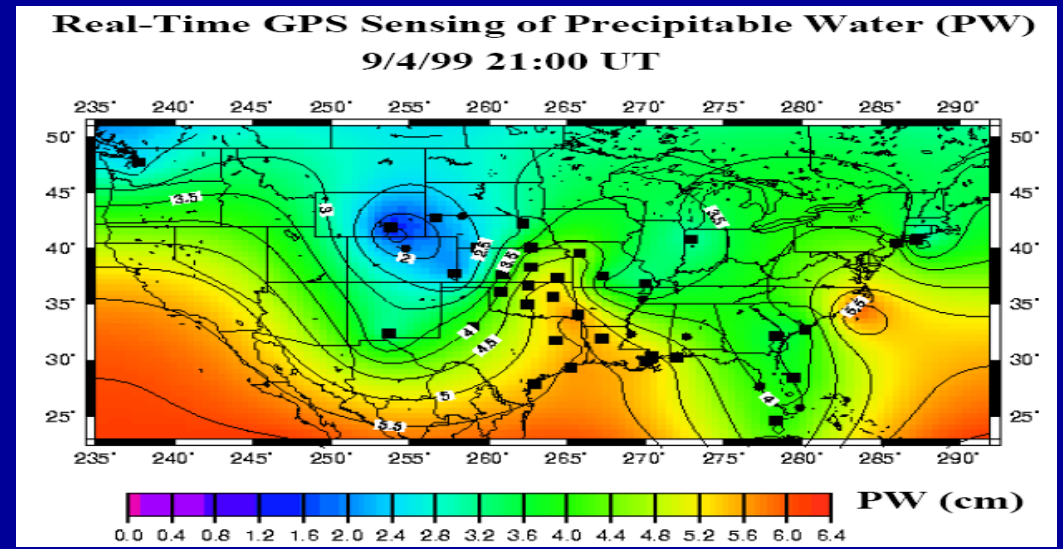 Real-Time GPS Sensing of Precipitable Water (PW)
9/4/99 21:00 UT
235° 240° 245° 250° 255° 260° 265° 270° 275° 280° 285° 290°
50° 50°
45° 45°
3.5 3 3.5
40° 2 2.5 3.5 40°
35° 5.5 35°
4
4.5
30° 30°
5 4
25° 5.5 25°
235° 240° 245° 250° 255° 260° 265° 270° 275° 280° 285° 290°
PW (cm)
0.0 0.4 0.8 1.2 1.6 2.0 2.4 2.8 3.2 3.6 4.0 4.4 4.8 5.2 5.6 6.0 6.4